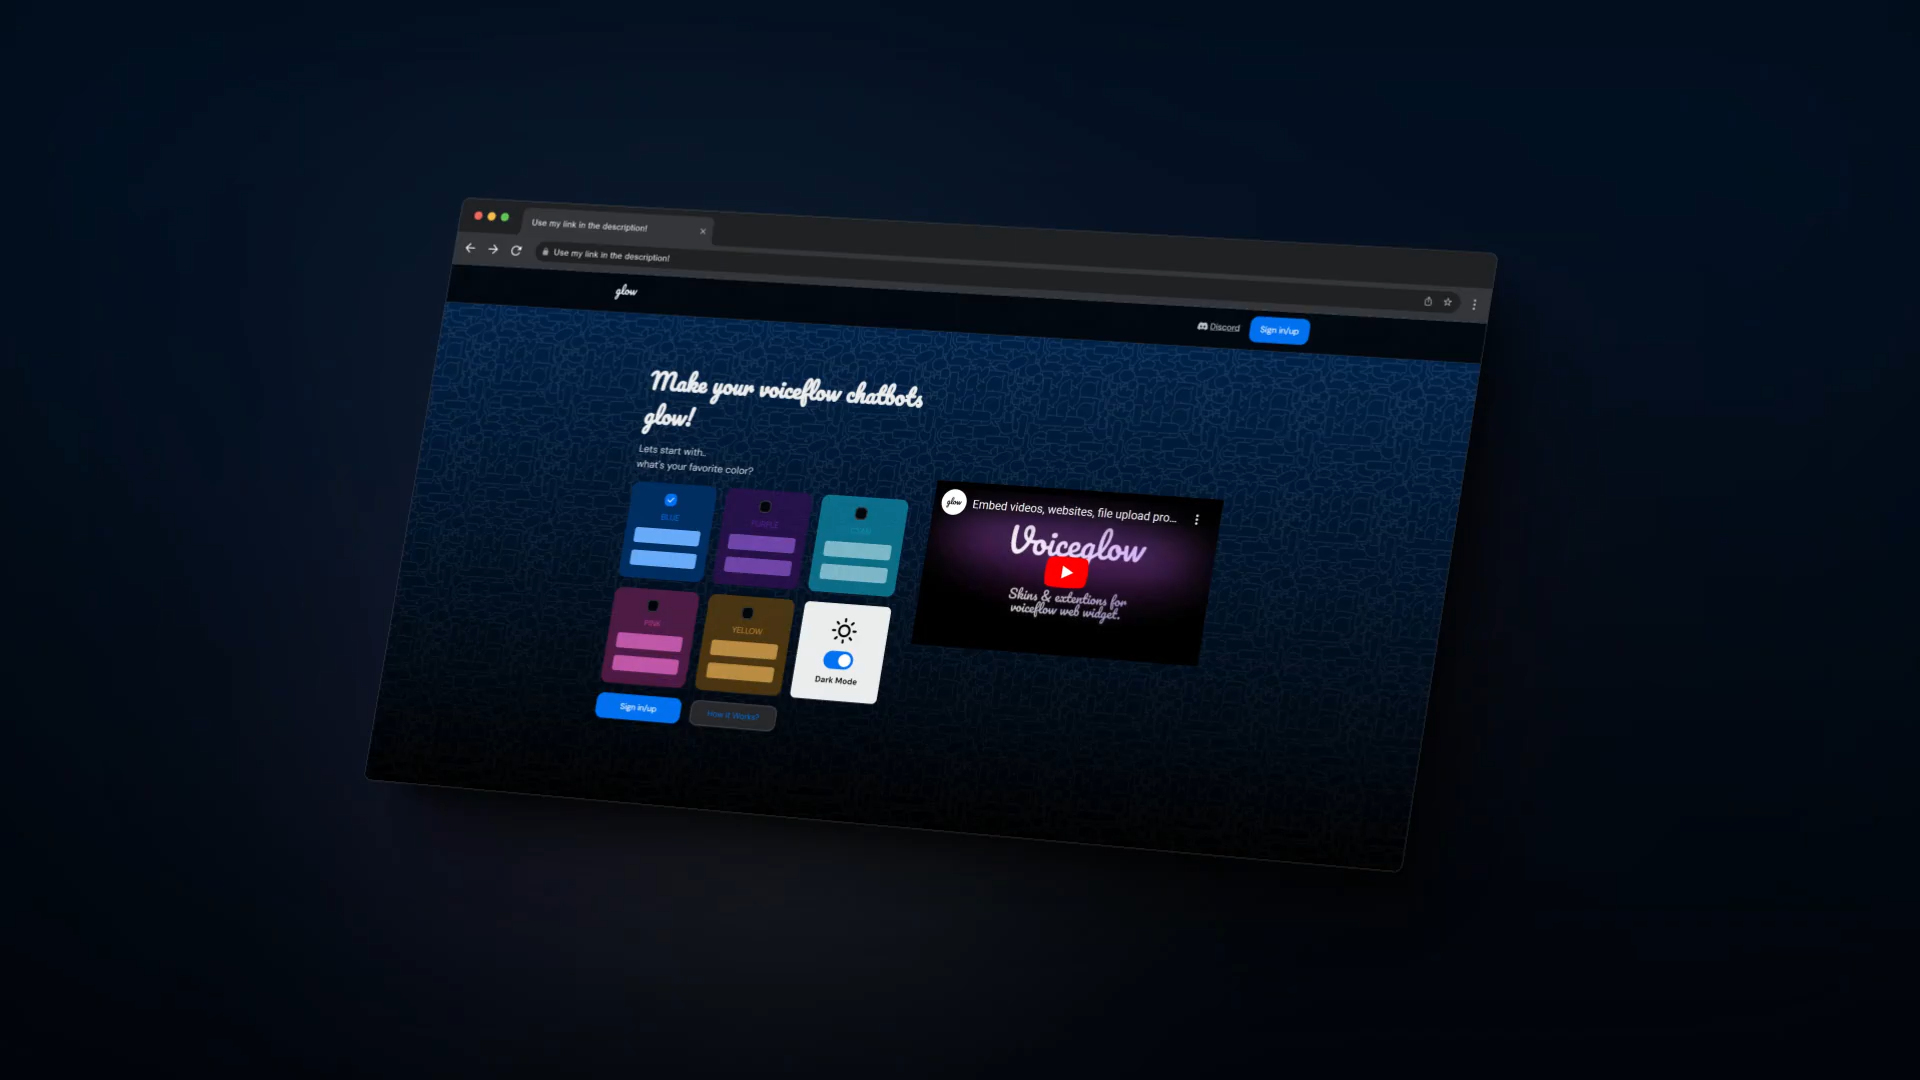 Use my link in the description!
Use my link in the description!
glow
Discord
Sign in/up
Make your voiceflow chatbots
glow!
Lets start with..
what's your favorite color?
BLUE
PURPLE
PINK
YELLOW
Dark Mode
Sign in/up
How it Works?
glow
Embed videos, websites, file upload pro...
Voiceglow
Skins & extentions for
voiceflow web widget.